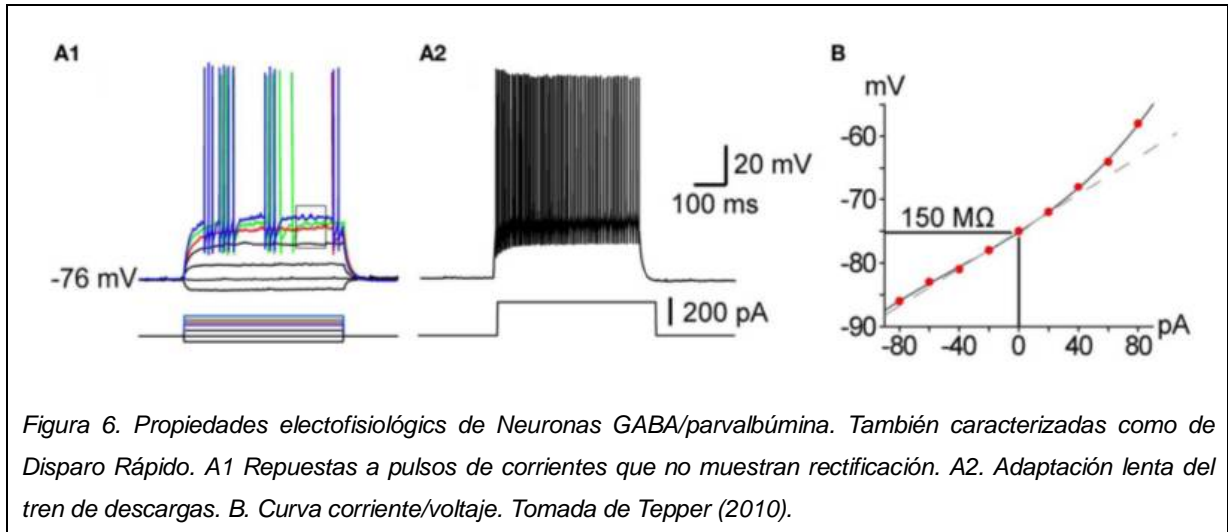 A1
A2
B
mV
-60
20 mV
100 ms
-70
150 MΩ
-76 mV
-80
200 pA
-90
pA
-80 -40 0 40 80
Figura 6. Propiedades electofisiológics de Neuronas GABA/parvalbúmina. También caracterizadas como de
Disparo Rápido. A1 Repuestas a pulsos de corrientes que no muestran rectificación. A2. Adaptación lenta del
tren de descargas. B. Curva corriente/voltaje. Tomada de Tepper (2010).